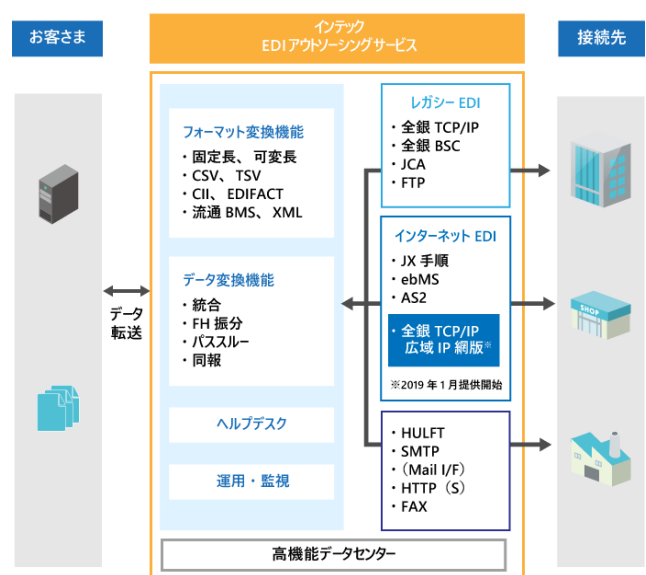 お客さま
インテック
EDIアウトソーシングサービス
接続先
フォーマット変換機能
・固定長、可変長
・CSV、TSV
・CII、EDIFACT
・流通 BMS、XML
データ変換機能
・統合
・FH 振分
・パススルー
・同報
ヘルプデスク
運用・監視
レガシー EDI
・全銀 TCP/IP
・全銀 BSC
・JCA
・FTP
インターネット EDI
・JX 手順
・ebMS
・AS2
・全銀 TCP/IP
広域 IP 網版※
※2019 年 1 月提供開始
・HULFT
・SMTP
・（Mail I/F）
・HTTP（S）
・FAX
データ
転送
SHOP
高機能データセンター